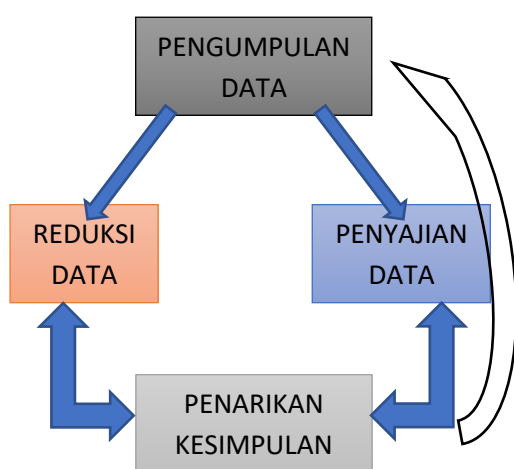 PENGUMPULAN
DATA
REDUKSI
DATA
PENYAJIAN
DATA
PENARIKAN
KESIMPULAN